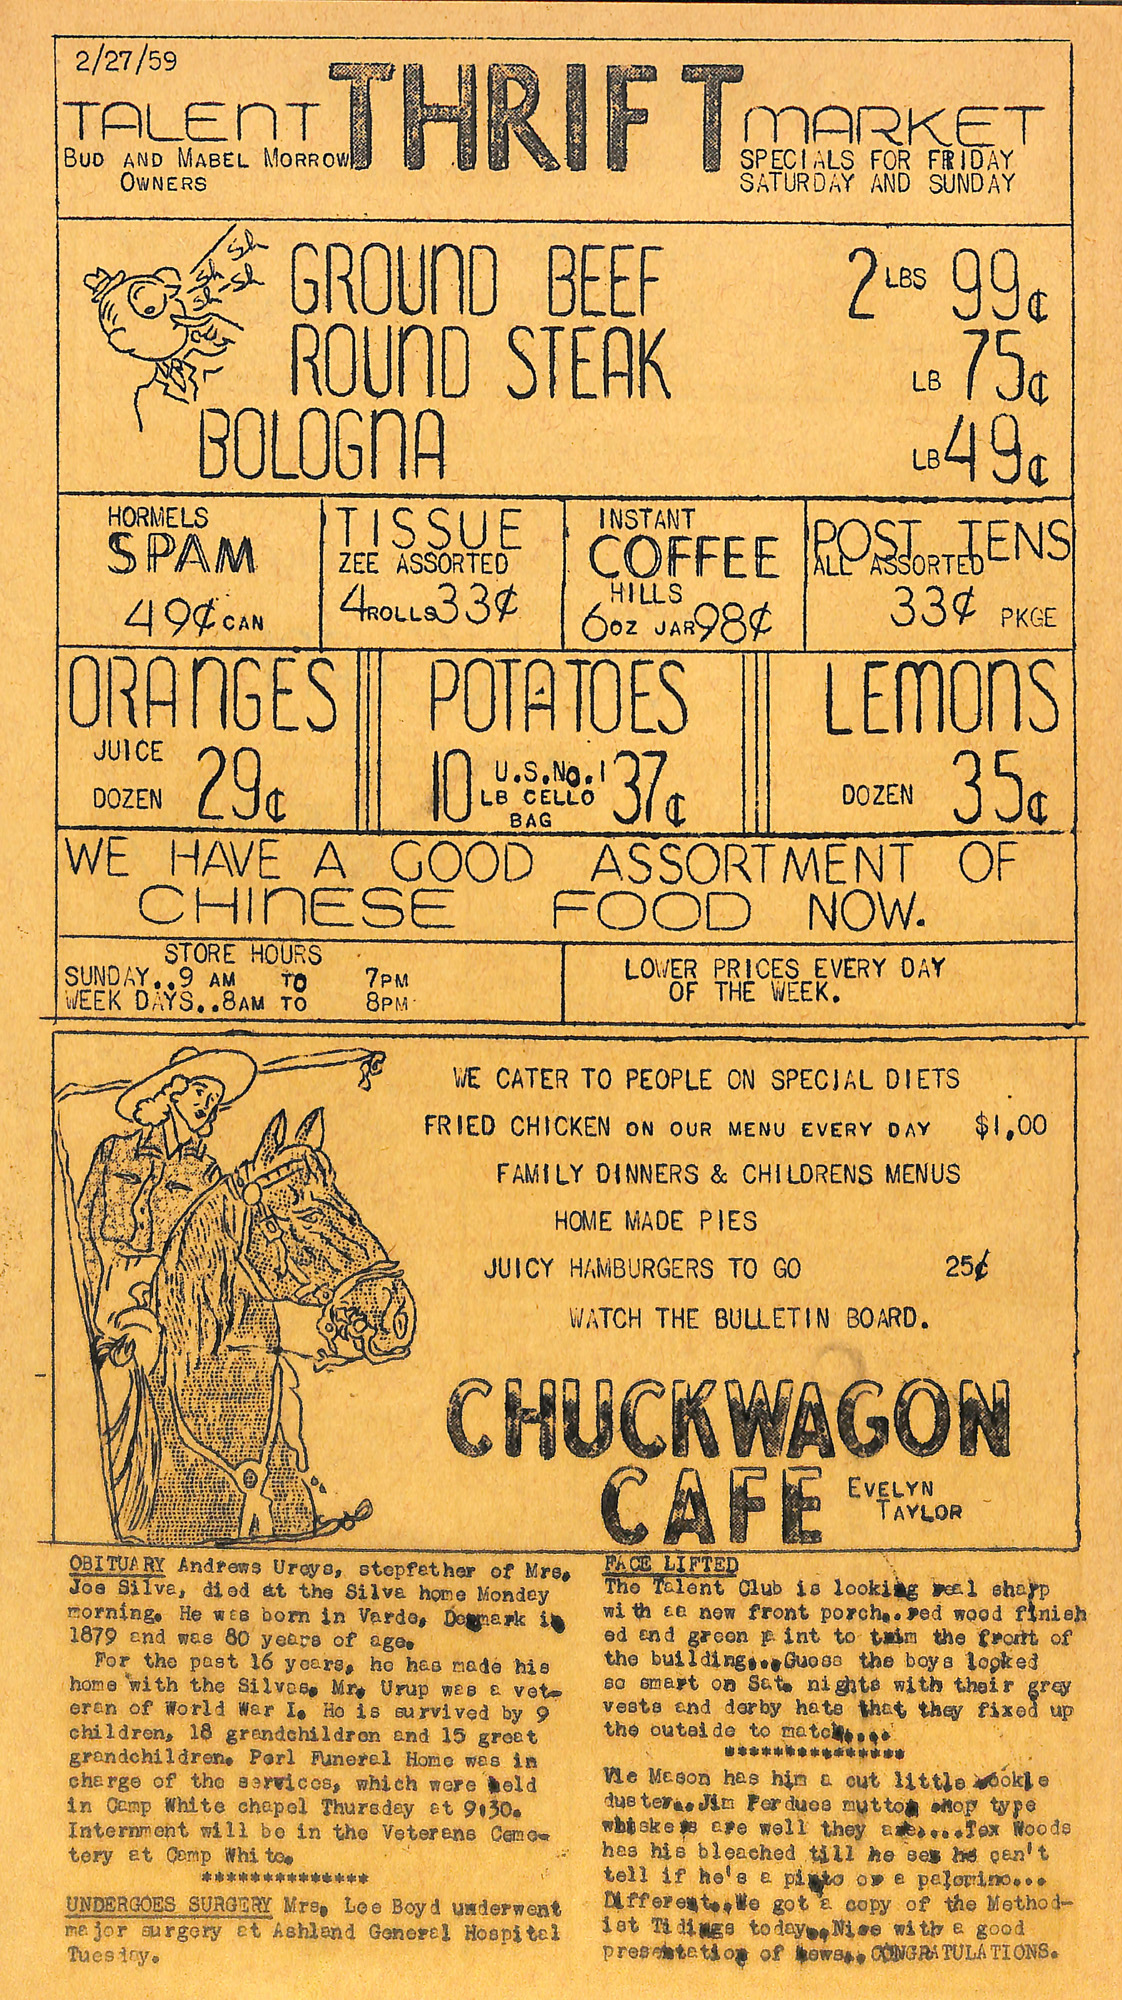 2/27/59
TALENT THRIFT MARKET
BUD AND MABEL MORROW
OWNERS
SPECIALS FOR FRIDAY
SATURDAY AND SUNDAY
Sh Sh
Sh-Sh
GROUND BEEF 2 LBS 99¢
ROUND STEAK LB 75¢
BOLOGNA LB 49¢
HORMELS
SPAM
49¢ CAN
TISSUE
ZEE ASSORTED
4 ROLLS 33¢
INSTANT
COFFEE
HILLS
6 OZ JAR 98¢
POST TENS
ALL ASSORTED
33¢ PKGE
ORANGES
JUICE
DOZEN 29¢
POTATOES
10 LB CELLO BAG U.S.No.1 37¢
LEMONS
DOZEN 35¢
WE HAVE A GOOD ASSORTMENT OF
CHINESE FOOD NOW.
STORE HOURS
SUNDAY..9 AM TO 7PM
WEEK DAYS..8AM TO 8PM
LOWER PRICES EVERY DAY
OF THE WEEK.
WE CATER TO PEOPLE ON SPECIAL DIETS
FRIED CHICKEN ON OUR MENU EVERY DAY $1.00
FAMILY DINNERS & CHILDRENS MENUS
HOME MADE PIES
JUICY HAMBURGERS TO GO 25¢
WATCH THE BULLETIN BOARD.
CHUCKWAGON
CAFE
EVELYN
TAYLOR
OBITUARY Andrews Uroys, stepfather of Mrs.
Joe Silva, died at the Silva home Monday
morning. He was born in Vardo, Denmark in
1879 and was 80 years of age.
For the past 16 years, he has made his
home with the Silvas. Mr. Urup was a vet-
eran of World War I. He is survived by 9
children, 18 grandchildren and 15 great
grandchildren. Perl Funeral Home was in
charge of the services, which were held
in Camp White chapel Thursday at 9:30.
Internment will be in the Veterans Ceme-
tery at Camp White.
**************
UNDERGOES SURGERY Mrs. Lee Boyd underwent
major surgery at Ashland General Hospital
Tuesday.
FACE LIFTED
The Talent Club is looking real sharp
with aa new front porch..red wood finish
ed and green p int to trim the front of
the building...Guess the boys looked
so smart on Sat. nights with their grey
vests and derby hats that they fixed up
the outside to match....
***************
Vie Mason has him a cut little cookie
duster..Jim Perdues mutton chop type
whiskers are well they are....Tex Woods
has his bleached till he ses he can't
tell if he's a pinto or a palomino...
Different..We got a copy of the Method-
ist Tidings today..Nice with a good
presentation of news..CONGRATULATIONS.